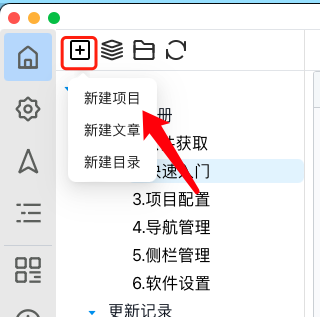 新建项目
册
新建文章
获取
新建目录
入门
3.项目配置
4.导航管理
5.侧栏管理
6.软件设置
更新记录